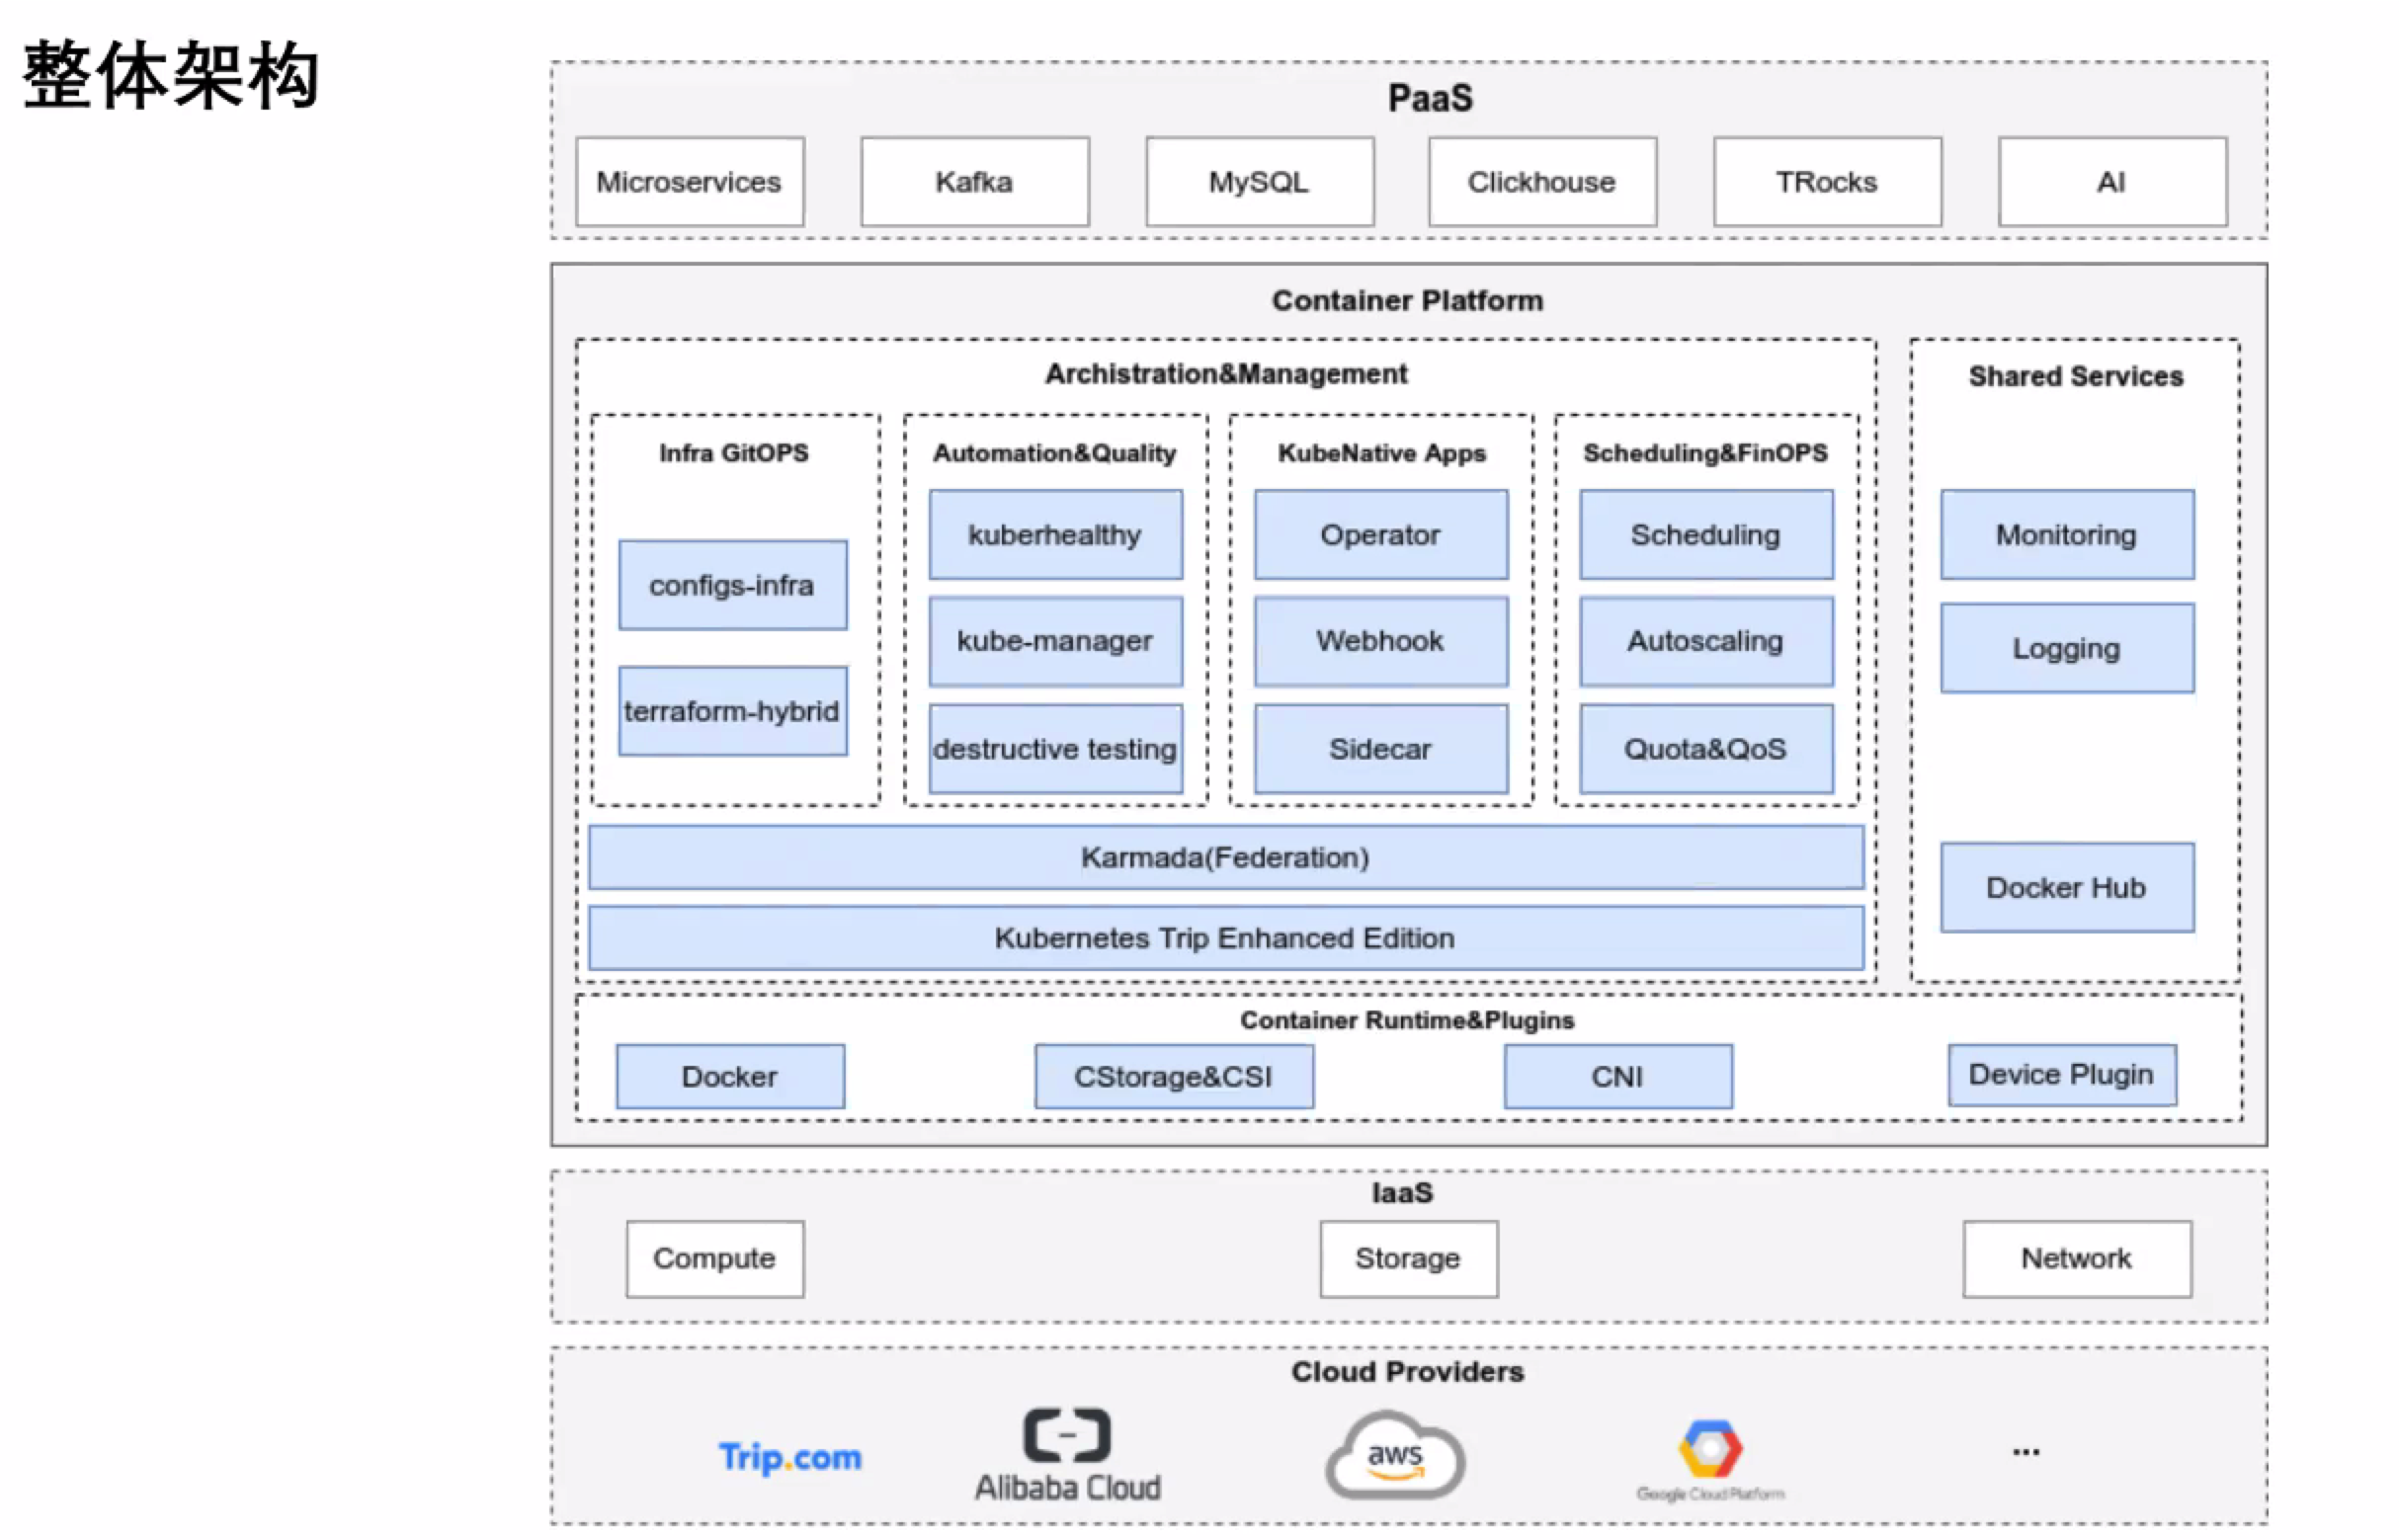 整体架构
PaaS
Microservices
Kafka
MySQL
Clickhouse
TRocks
AI
Container Platform
Archistration&Management
Infra GitOPS
configs-infra
terraform-hybrid
Automation&Quality
kuberhealthy
kube-manager
destructive testing
KubeNative Apps
Operator
Webhook
Sidecar
Scheduling&FinOPS
Scheduling
Autoscaling
Quota&QoS
Karmada(Federation)
Kubernetes Trip Enhanced Edition
Shared Services
Monitoring
Logging
Docker Hub
Container Runtime&Plugins
Docker
CStorage&CSI
CNI
Device Plugin
IaaS
Compute
Storage
Network
Cloud Providers
Trip.com
Alibaba Cloud
aws
Google Cloud Platform
...